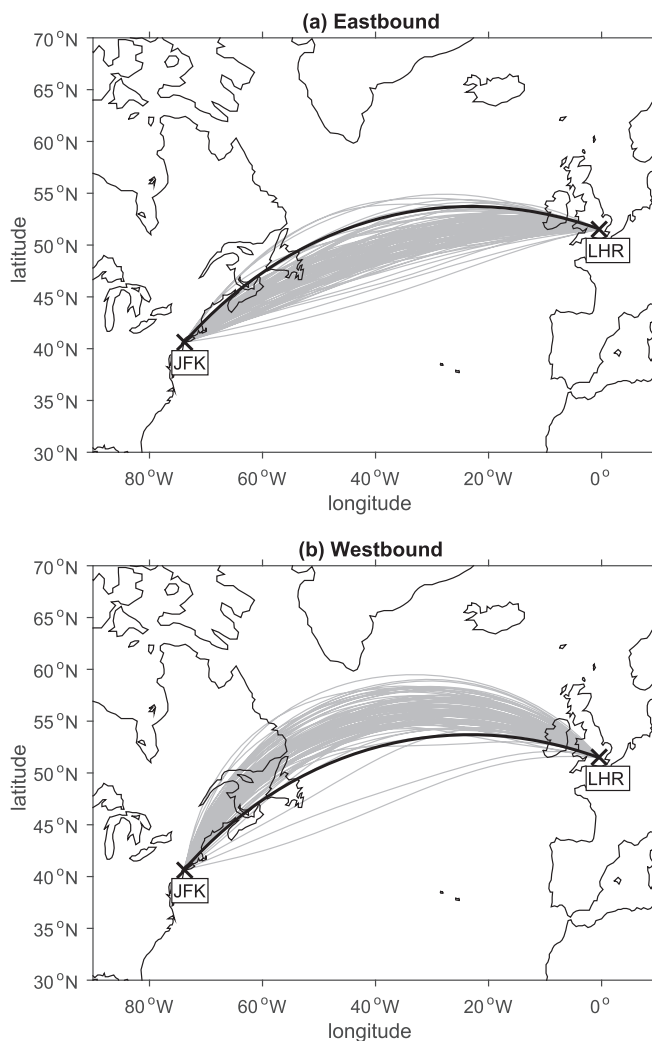 (a) Eastbound
70°N
65°N
60°N
55°N
50°N
45°N
40°N
35°N
30°N
latitude
LHR
JFK
80°W
60°W
40°W
20°W
0°
longitude
(b) Westbound
70°N
65°N
60°N
55°N
50°N
45°N
40°N
35°N
30°N
latitude
LHR
JFK
80°W
60°W
40°W
20°W
0°
longitude